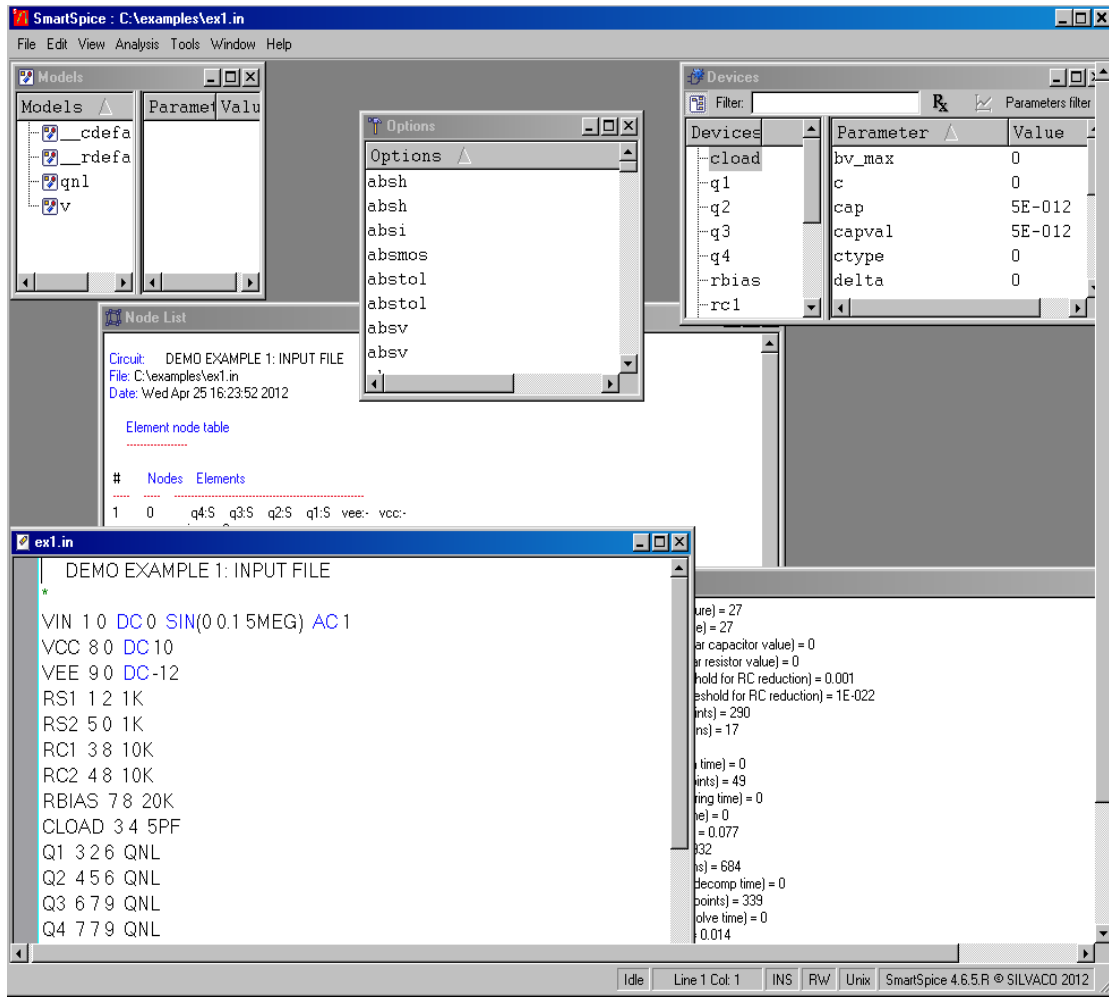 SmartSpice : C:\examples\ex1.in
File Edit View Analysis Tools Window Help
Models
Models
Paramet Valu
__cdefa
__rdefa
qnl
v
Options
Options
absh
absh
absi
absmos
abstol
abstol
absv
absv
Devices
Filter:
Rx
Parameters filter
Devices
Parameter Value
cload
q1
q2
q3
q4
rbias
rc1
bv_max 0
c 0
cap 5E-012
capval 5E-012
ctype 0
delta 0
Node List
Circuit: DEMO EXAMPLE 1: INPUT FILE
File: C:\examples\ex1.in
Date: Wed Apr 25 16:23:52 2012
Element node table
-----------------
# Nodes Elements
1 0 q4:S q3:S q2:S q1:S vee:- vcc:-
ex1.in
DEMO EXAMPLE 1: INPUT FILE
*
VIN 1 0 DC 0 SIN(0 0.1 5MEG) AC 1
VCC 8 0 DC 10
VEE 9 0 DC -12
RS1 1 2 1K
RS2 5 0 1K
RC1 3 8 10K
RC2 4 8 10K
RBIAS 7 8 20K
CLOAD 3 4 5PF
Q1 3 2 6 QNL
Q2 4 5 6 QNL
Q3 6 7 9 QNL
Q4 7 7 9 QNL
ure) = 27
e) = 27
ar capacitor value) = 0
ar resistor value) = 0
hold for RC reduction) = 0.001
eshold for RC reduction) = 1E-022
ints) = 290
ns) = 17
time) = 0
oints) = 49
ring time) = 0
ne) = 0
= 0.077
932
ns) = 684
decomp time) = 0
points) = 339
olve time) = 0
= 0.014
Idle Line 1 Col: 1 INS RW Unix SmartSpice 4.6.5.R © SILVACO 2012